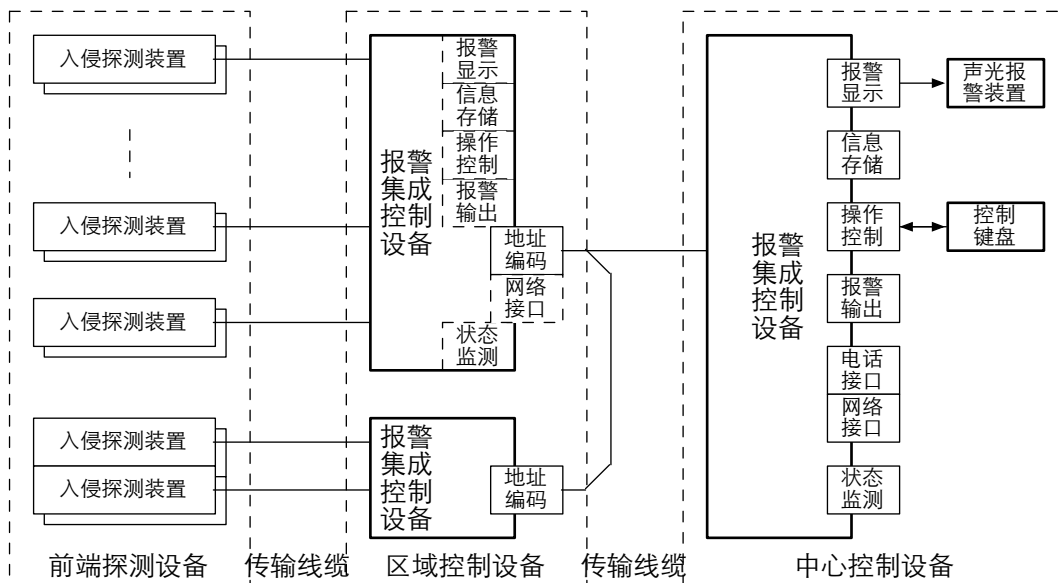 入侵探测装置
入侵探测装置
入侵探测装置
入侵探测装置
入侵探测装置
报警
集成
控制
设备
报警
显示
信息
存储
操作
控制
报警
输出
地址
编码
网络
接口
状态
监测
报警
集成
控制
设备
地址
编码
报警
集成
控制
设备
报警
显示
信息
存储
操作
控制
报警
输出
电话
接口
网络
接口
状态
监测
声光报
警装置
控制
键盘
前端探测设备
传输线缆
区域控制设备
传输线缆
中心控制设备